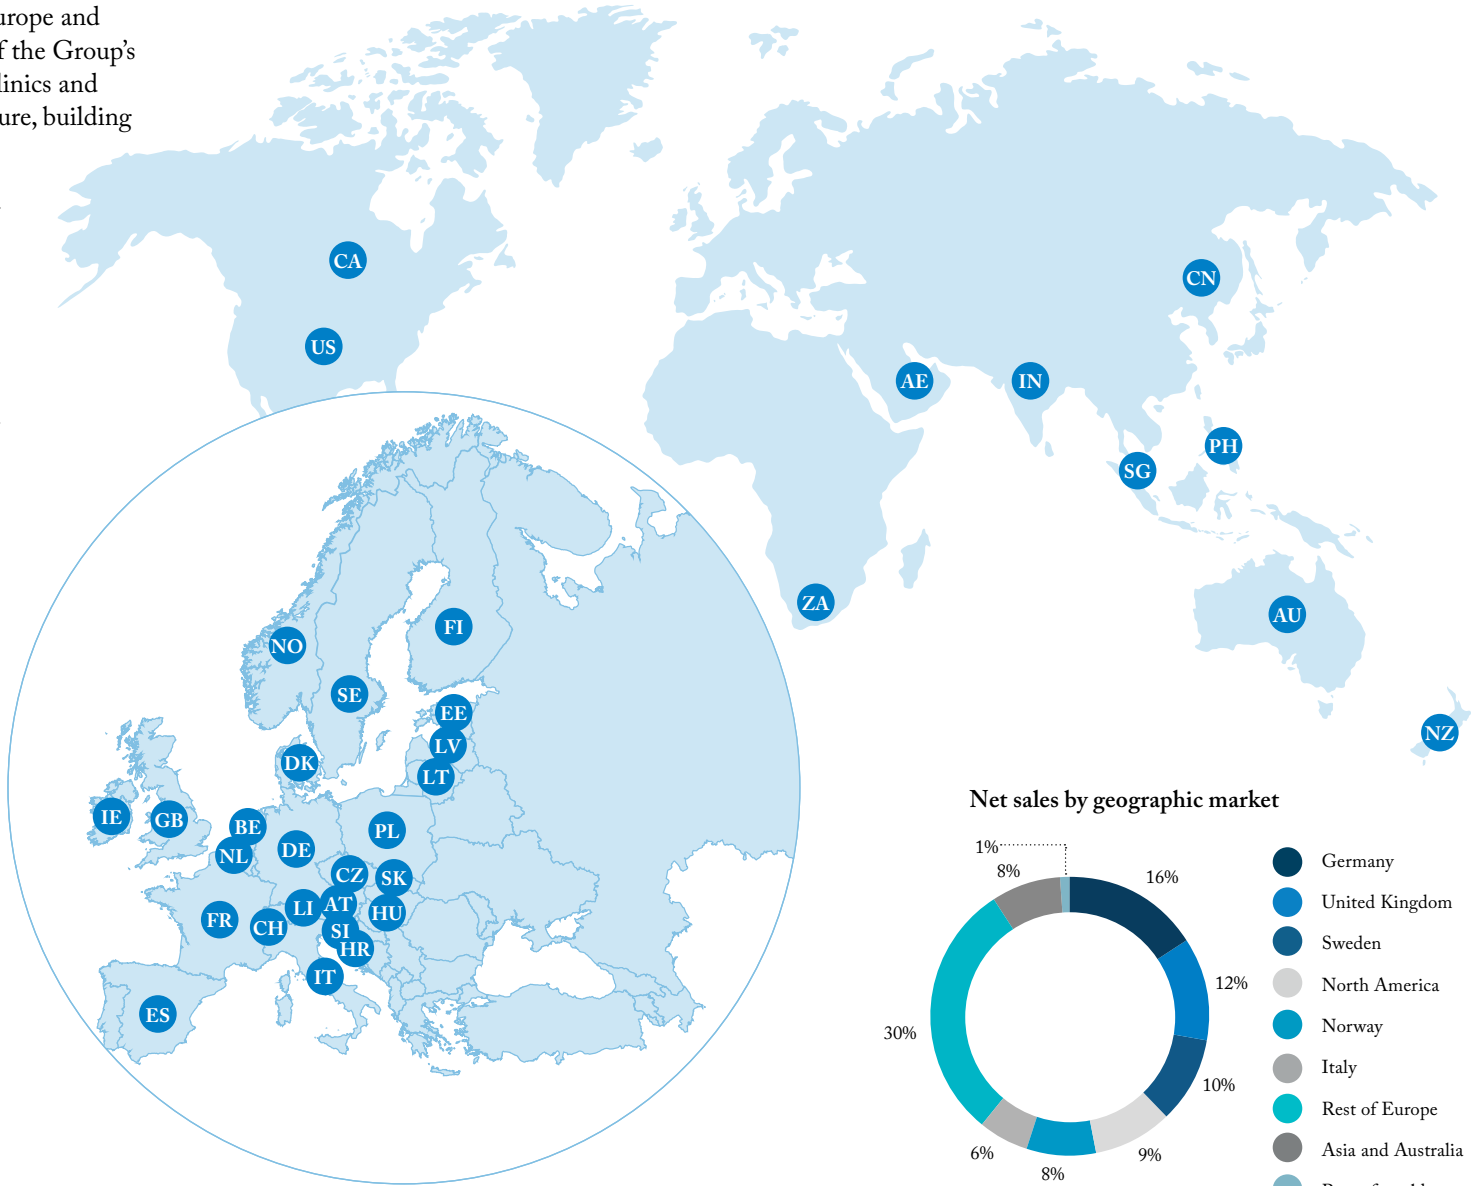 urope and
f the Group's
linics and
ure, building
CA
US
CN
AE
IN
PH
SG
ZA
AU
NZ
NO
FI
SE
EE
LV
LT
DK
IE
GB
BE
NL
DE
PL
CZ
SK
LI
AT
HU
FR
CH
SI
HR
IT
ES
Net sales by geographic market
1%
8%
16%
12%
30%
10%
6%
8%
9%
Germany
United Kingdom
Sweden
North America
Norway
Italy
Rest of Europe
Asia and Australia